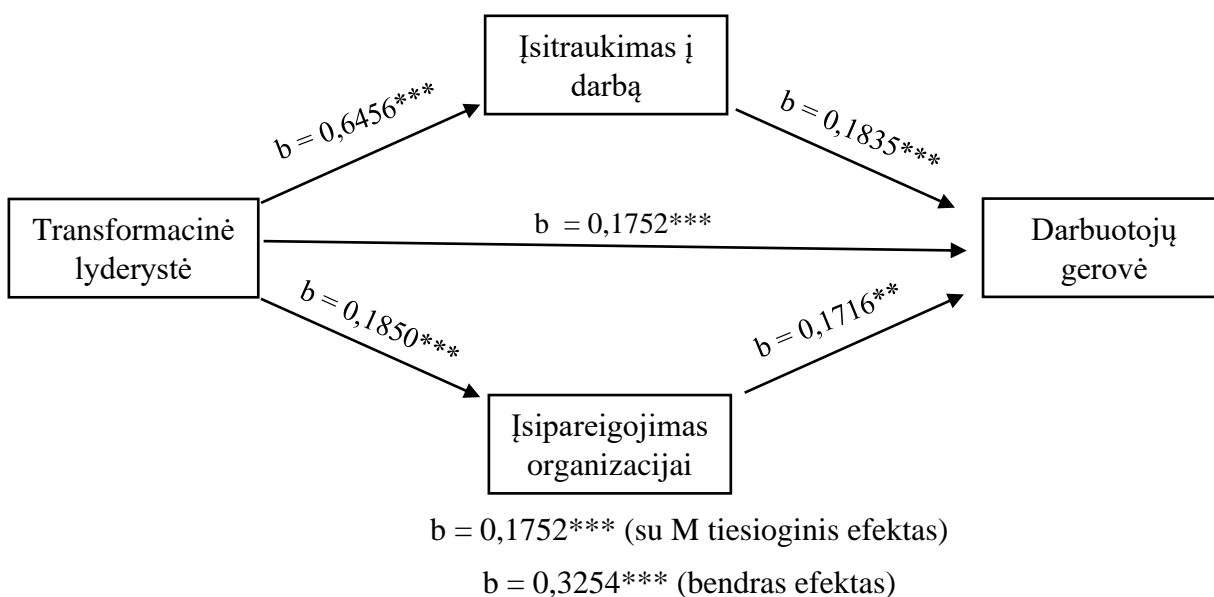 Įsitraukimas į
darbą
b = 0,6456***
b = 0,1835***
Transformacinė
lyderystė
b = 0,1752***
Darbuotojų
gerovė
b = 0,1850***
b = 0,1716**
Įsipareigojimas
organizacijai
b = 0,1752*** (su M tiesioginis efektas)
b = 0,3254*** (bendras efektas)